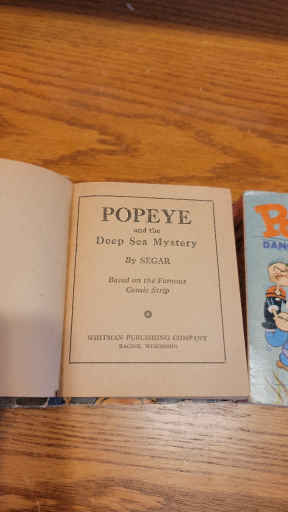 POPEYE
and the
Deep Sea Mystery
By SEGAR
Based on the Famous
Comic Strip
WHITMAN PUBLISHING COMPANY
RACINE, WISCONSIN
DAN